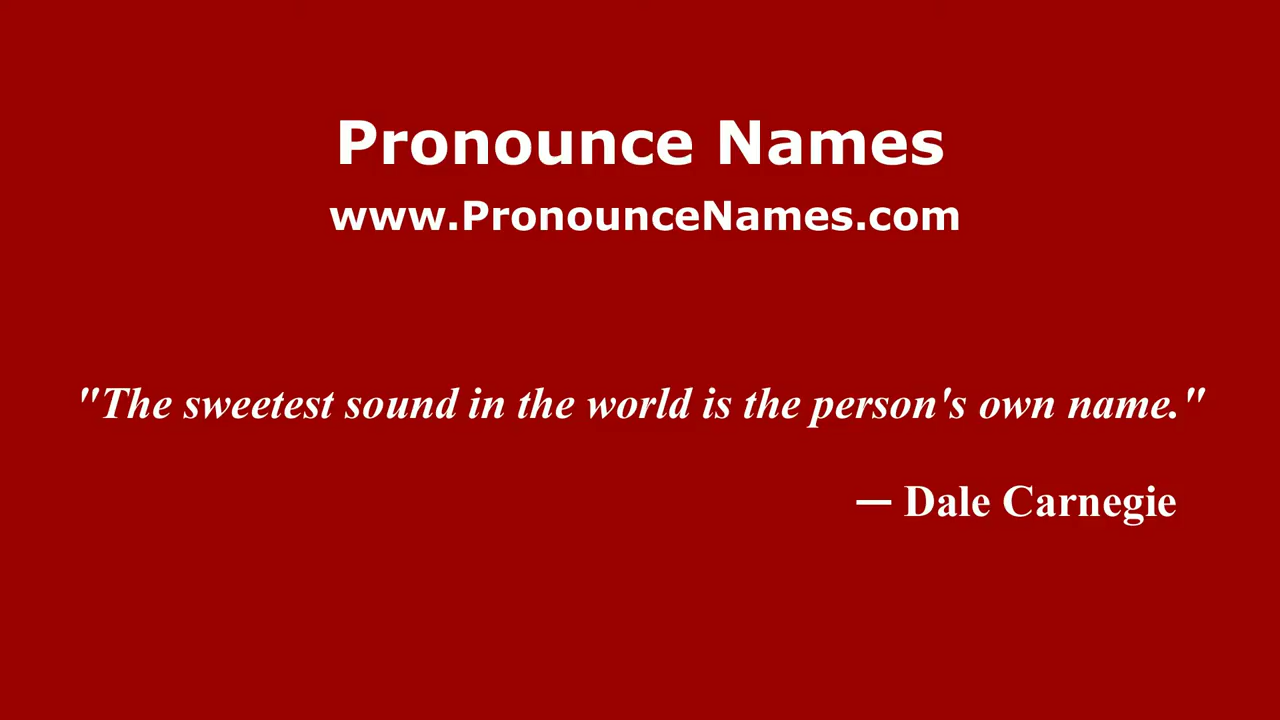 Pronounce Names
www.PronounceNames.com
"The sweetest sound in the world is the person's own name."
— Dale Carnegie